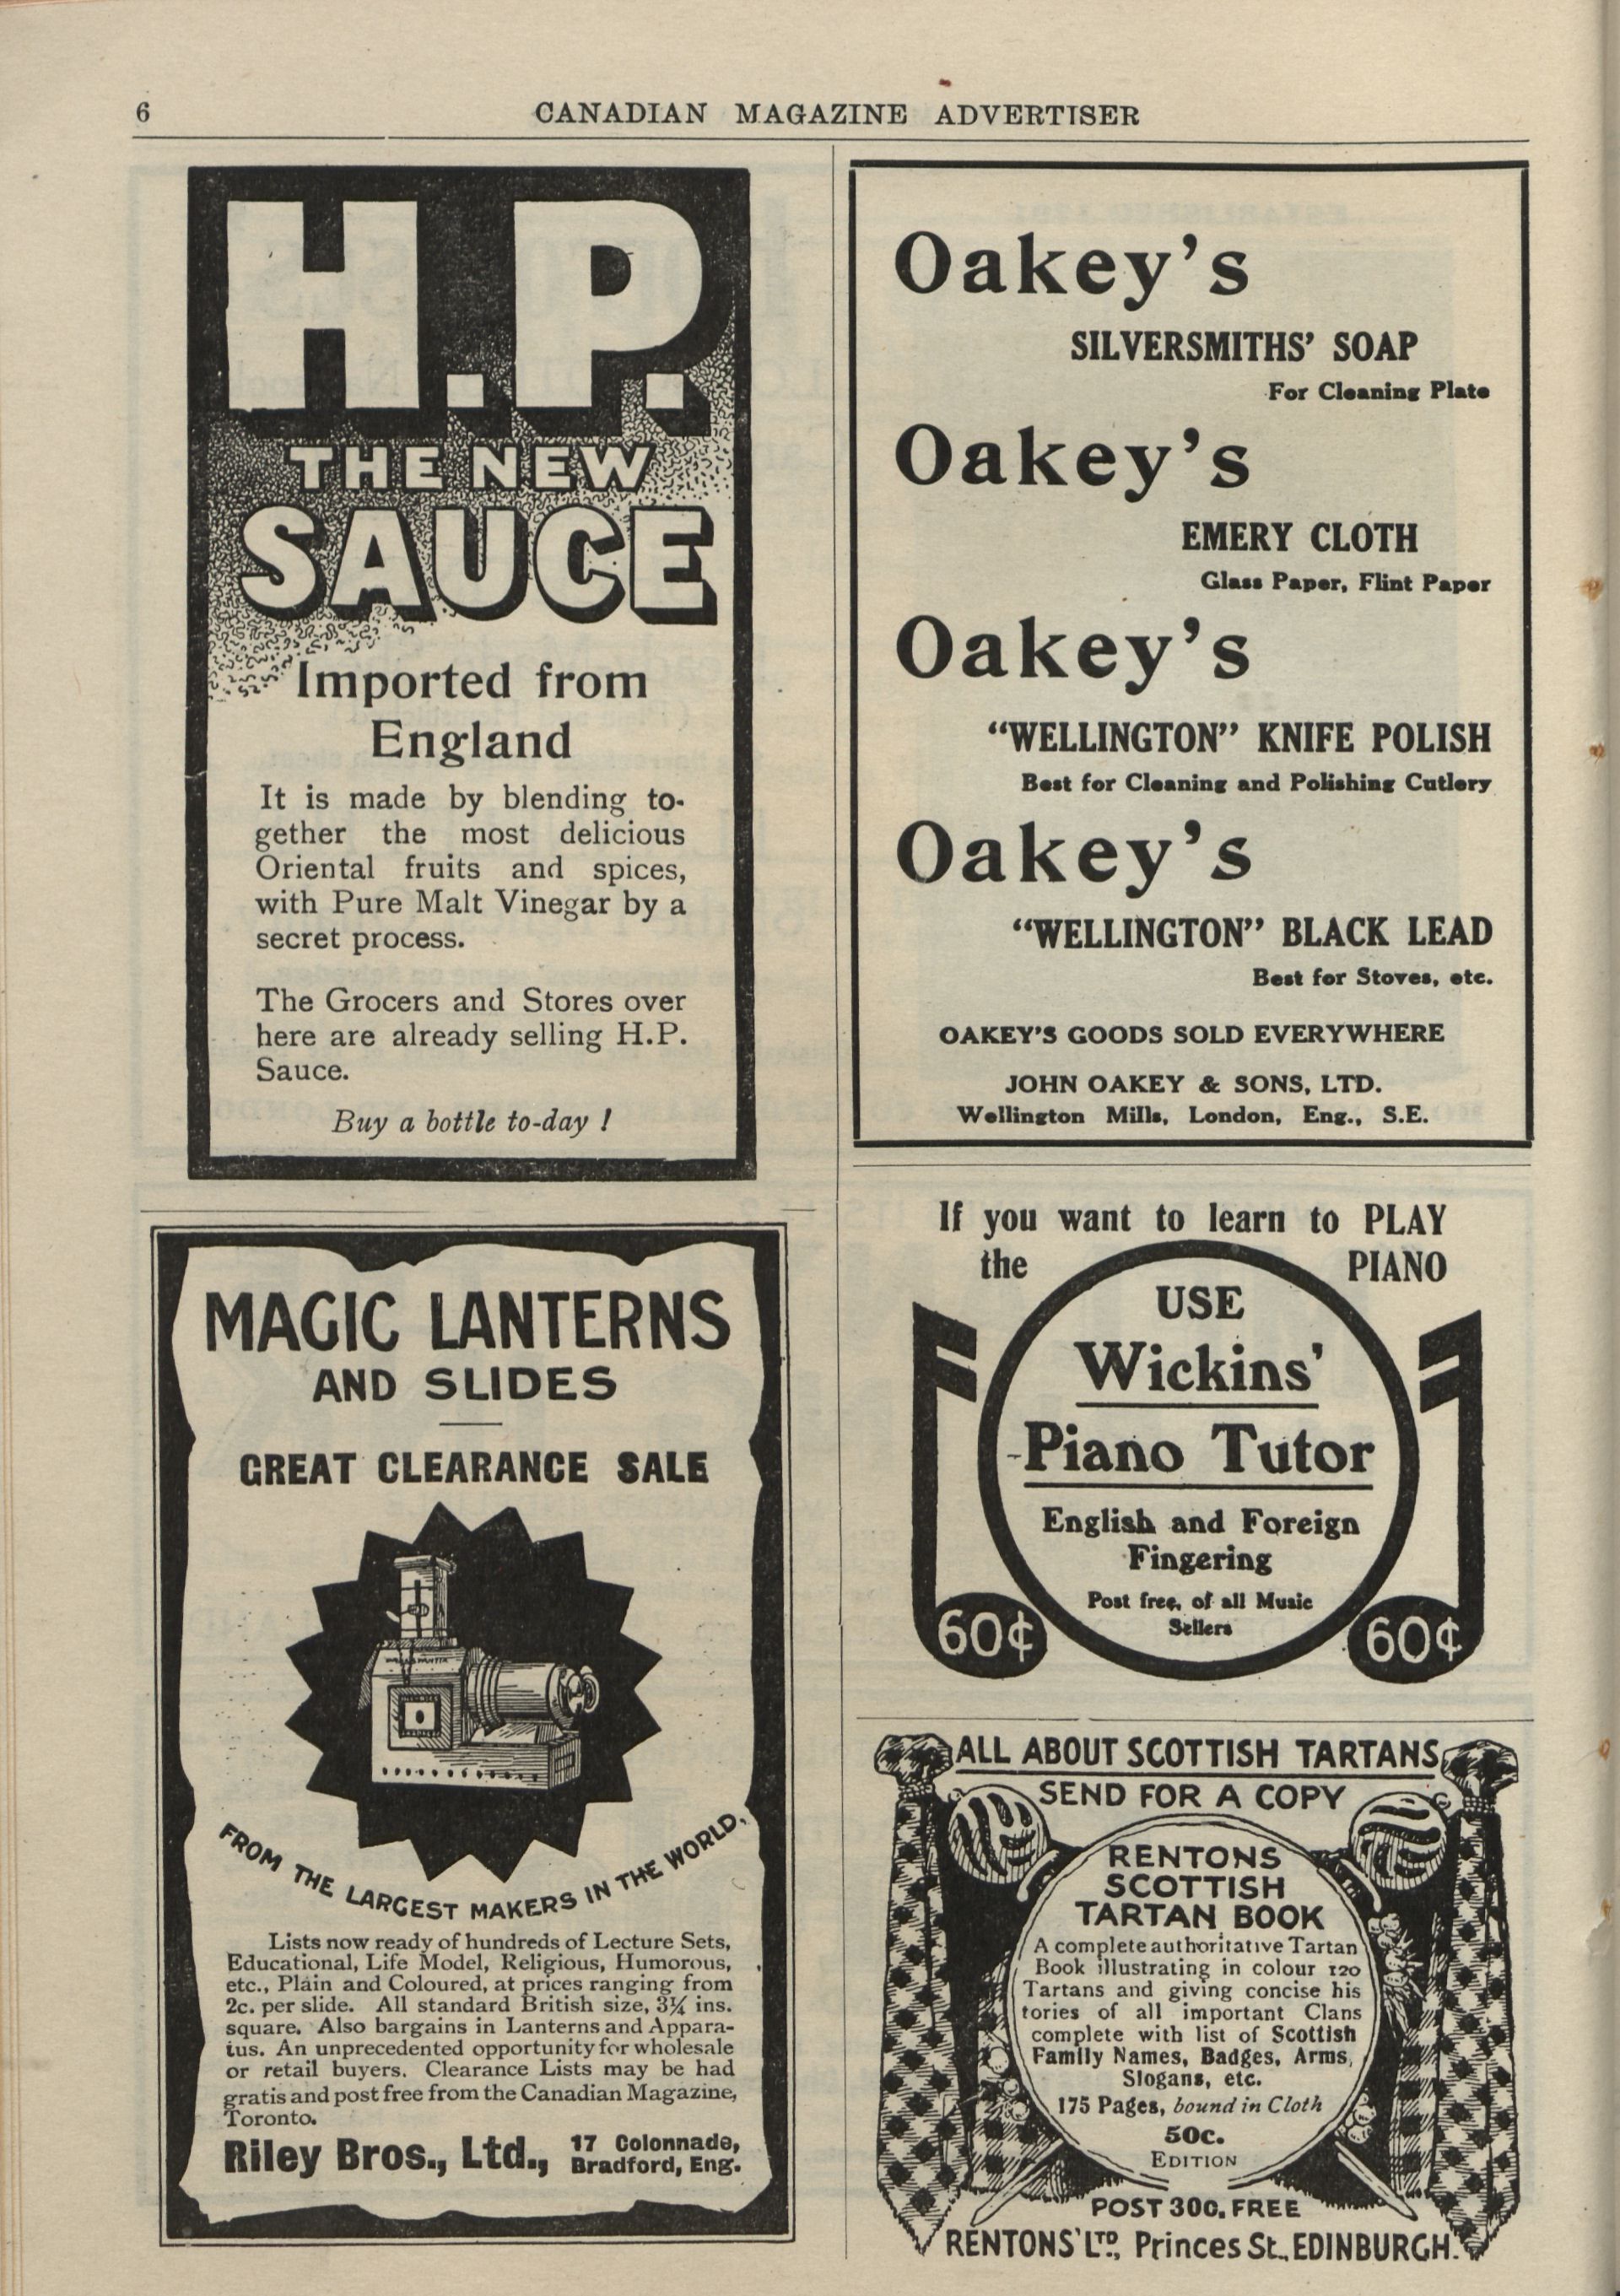 6
CANADIAN MAGAZINE ADVERTISER
H.P.
THE NEW
SAUCE
Imported from
England
It is made by blending to-
gether the most delicious
Oriental fruits and spices,
with Pure Malt Vinegar by a
secret process.
The Grocers and Stores over
here are already selling H.P.
Sauce.
Buy a bottle to-day !
MAGIC LANTERNS
AND SLIDES
GREAT CLEARANCE SALE
FROM THE LARGEST MAKERS IN THE WORLD,
Lists now ready of hundreds of Lecture Sets,
Educational, Life Model, Religious, Humorous,
etc., Plain and Coloured, at prices ranging from
2c. per slide. All standard British size, 3¼ ins.
square. Also bargains in Lanterns and Appara-
tus. An unprecedented opportunity for wholesale
or retail buyers. Clearance Lists may be had
gratis and post free from the Canadian Magazine,
Toronto.
Riley Bros., Ltd., 17 Colonnade,
Bradford, Eng.
Oakey's
SILVERSMITHS' SOAP
For Cleaning Plate
Oakey's
EMERY CLOTH
Glass Paper, Flint Paper
Oakey's
"WELLINGTON" KNIFE POLISH
Best for Cleaning and Polishing Cutlery
Oakey's
"WELLINGTON" BLACK LEAD
Best for Stoves, etc.
OAKEY'S GOODS SOLD EVERYWHERE
JOHN OAKEY & SONS, LTD.
Wellington Mills, London, Eng., S.E.
If you want to learn to PLAY
the PIANO
USE
Wickins'
Piano Tutor
English and Foreign
Fingering
Post free, of all Music
Sellers
60¢ 60¢
ALL ABOUT SCOTTISH TARTANS
SEND FOR A COPY
RENTONS
SCOTTISH
TARTAN BOOK
A complete authoritative Tartan
Book illustrating in colour 120
Tartans and giving concise his
tories of all important Clans
complete with list of Scottish
Family Names, Badges, Arms,
Slogans, etc.
175 Pages, bound in Cloth
50c.
EDITION
POST 30c. FREE
RENTONS' LTD., Princes St., EDINBURGH.